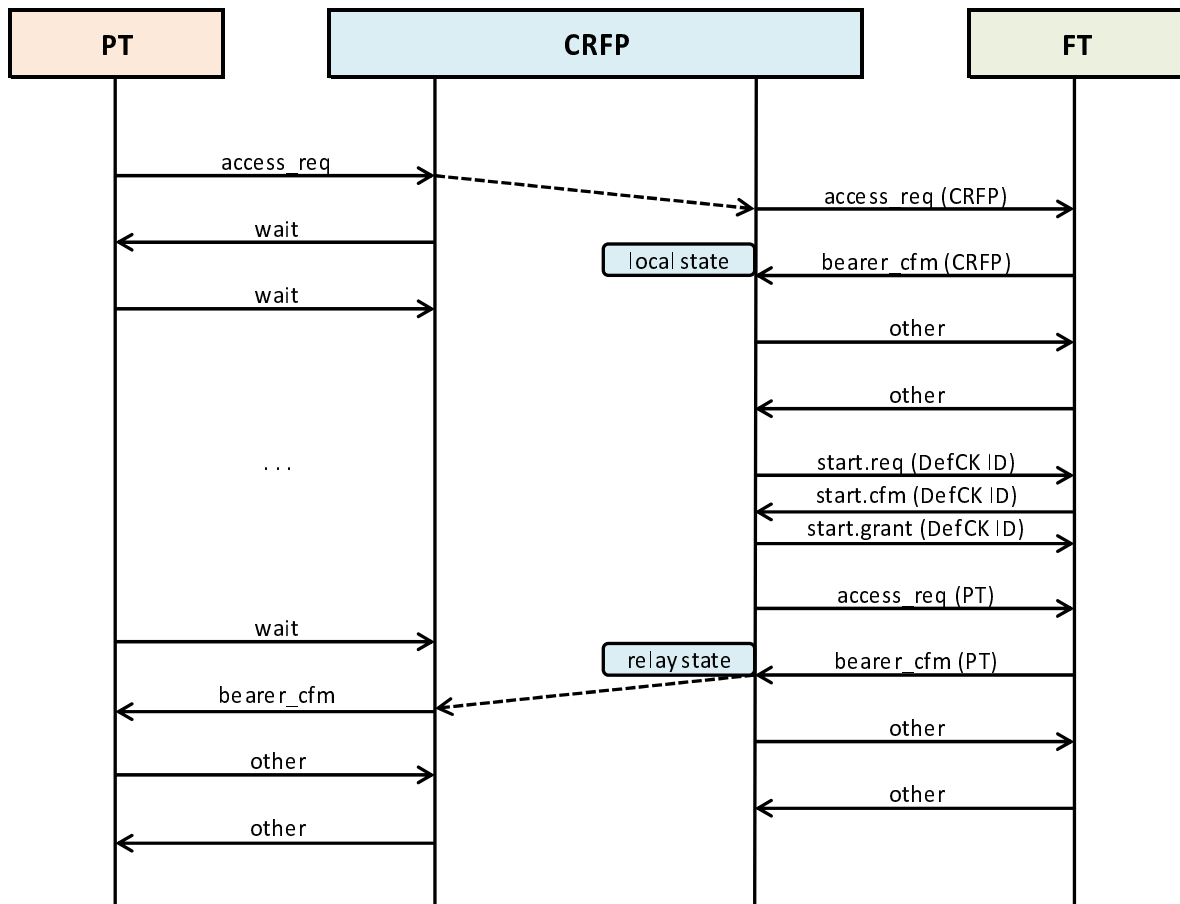 PT
CRFP
FT
access_req
access_req (CRFP)
wait
local state
bearer_cfm (CRFP)
wait
other
other
. . .
start.req (DefCK ID)
start.cfm (DefCK ID)
start.grant (DefCK ID)
access_req (PT)
wait
relay state
bearer_cfm (PT)
bearer_cfm
other
other
other
other